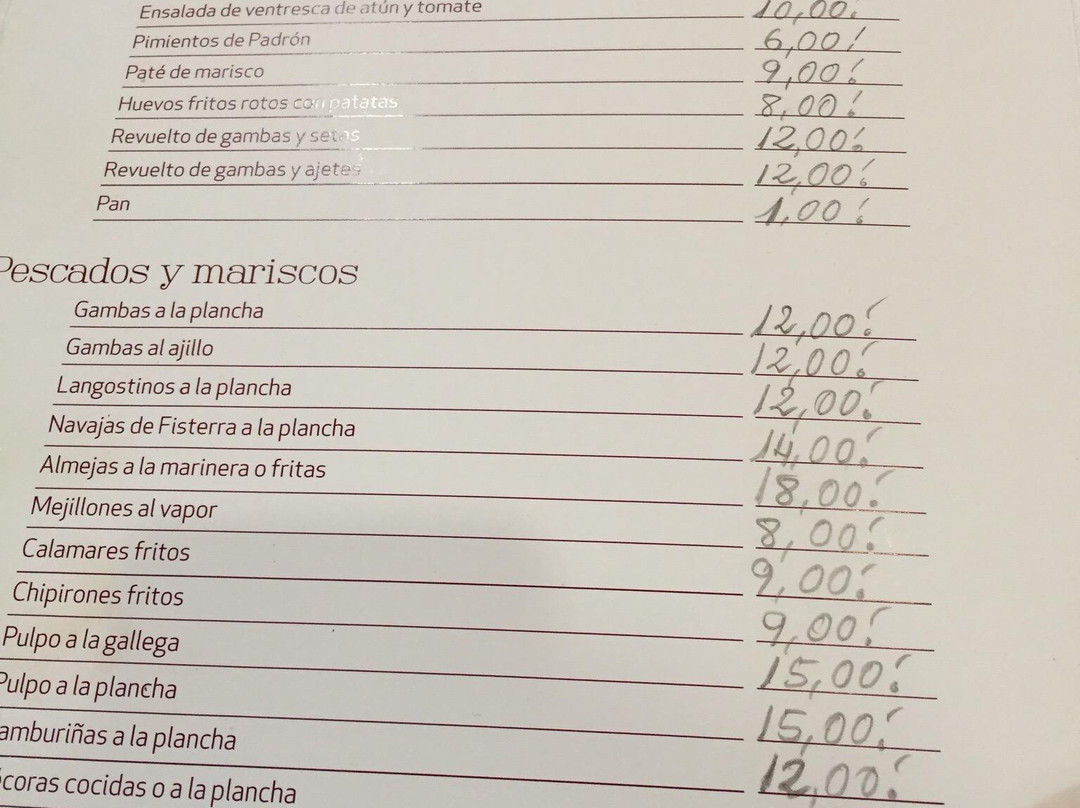 Ensalada de ventresca de atún y tomate 10,00
Pimientos de Padrón 6,00
Paté de marisco 9,00
Huevos fritos rotos con patatas 8,00
Revuelto de gambas y setas 12,00
Revuelto de gambas y ajetes 12,00
Pan 1,00
Pescados y mariscos
Gambas a la plancha 12,00
Gambas al ajillo 12,00
Langostinos a la plancha 12,00
Navajas de Fisterra a la plancha 14,00
Almejas a la marinera o fritas 18,00
Mejillones al vapor 8,00
Calamares fritos 9,00
Chipirones fritos 9,00
Pulpo a la gallega 15,00
Pulpo a la plancha 15,00
amburiñas a la plancha 12,00
coras cocidas o a la plancha